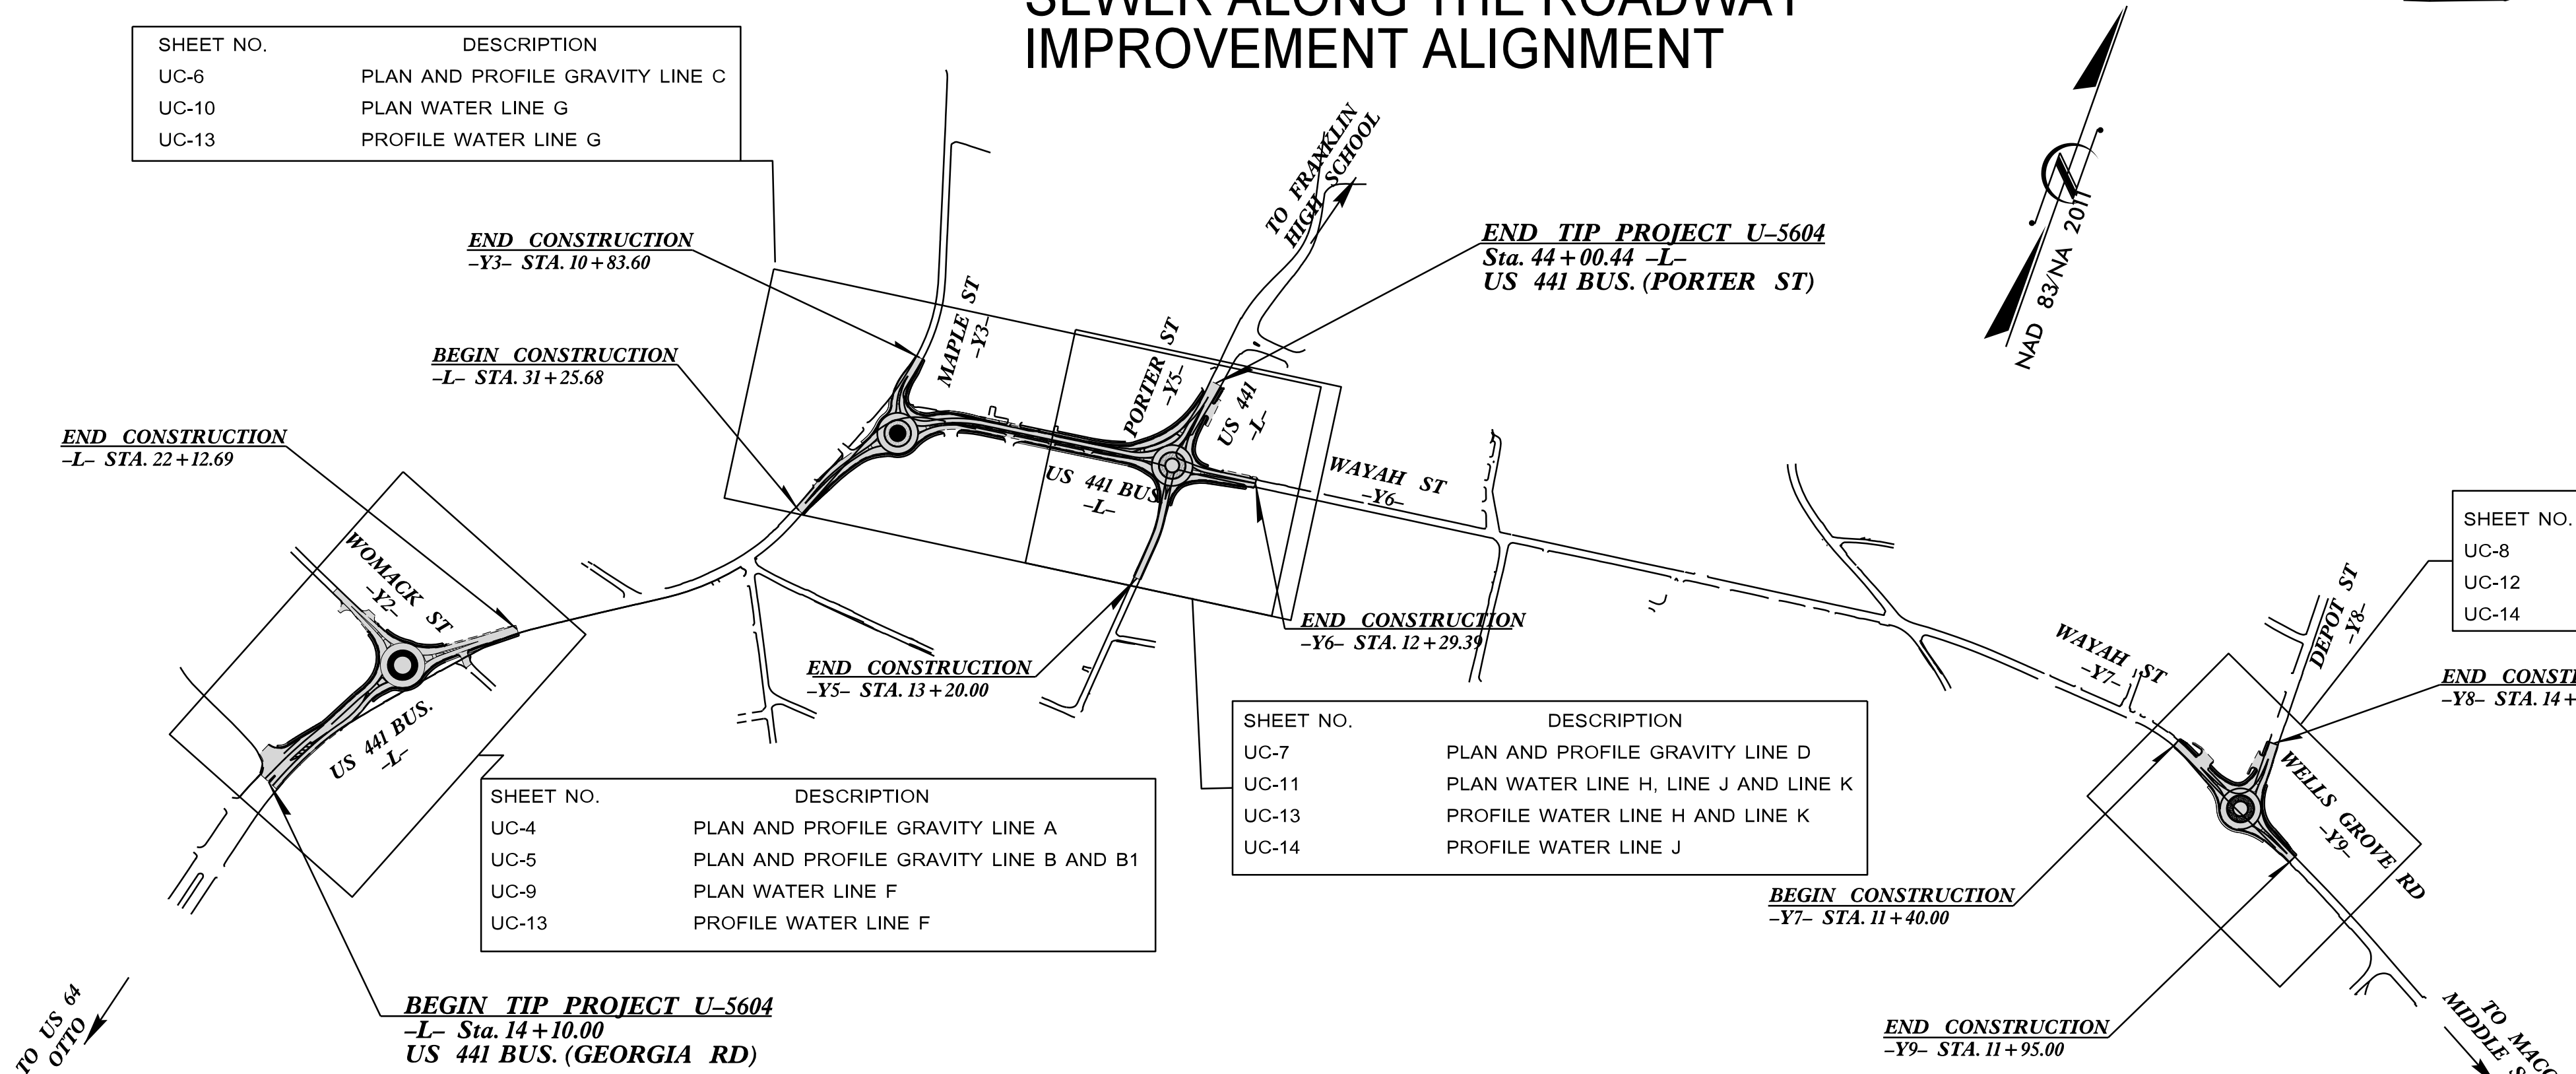 SEWER ALONG THE ROADWAY
IMPROVEMENT ALIGNMENT
SHEET NO. DESCRIPTION
UC-6 PLAN AND PROFILE GRAVITY LINE C
UC-10 PLAN WATER LINE G
UC-13 PROFILE WATER LINE G
TO FRANKLIN
HIGH SCHOOL
NAD 83/NA 2011
END TIP PROJECT U-5604
Sta. 44+00.44 -L-
US 441 BUS. (PORTER ST)
END CONSTRUCTION
-Y3- STA. 10+83.60
MAPLE ST
-Y3-
BEGIN CONSTRUCTION
-L- STA. 31+25.68
PORTER ST
-Y5-
US 441
-L-
END CONSTRUCTION
-L- STA. 22+12.69
US 441 BUS
-L-
WAYAH ST
-Y6-
WOMACK ST
-Y2-
SHEET NO.
UC-8
UC-12
UC-14
DEPOT ST
-Y8-
END CONSTRUCTION
-Y6- STA. 12+29.39
END CONSTRUCTION
-Y5- STA. 13+20.00
WAYAH ST
-Y7-
-Y8- STA. 14+
US 441 BUS.
-L-
SHEET NO. DESCRIPTION
UC-7 PLAN AND PROFILE GRAVITY LINE D
UC-11 PLAN WATER LINE H, LINE J AND LINE K
UC-13 PROFILE WATER LINE H AND LINE K
UC-14 PROFILE WATER LINE J
SHEET NO. DESCRIPTION
UC-4 PLAN AND PROFILE GRAVITY LINE A
UC-5 PLAN AND PROFILE GRAVITY LINE B AND B1
UC-9 PLAN WATER LINE F
UC-13 PROFILE WATER LINE F
WELLS GROVE RD
-Y9-
BEGIN CONSTRUCTION
-Y7- STA. 11+40.00
TO US 64
OTTO
BEGIN TIP PROJECT U-5604
-L- Sta. 14+10.00
US 441 BUS. (GEORGIA RD)
END CONSTRUCTION
-Y9- STA. 11+95.00
TO
MIDDLE